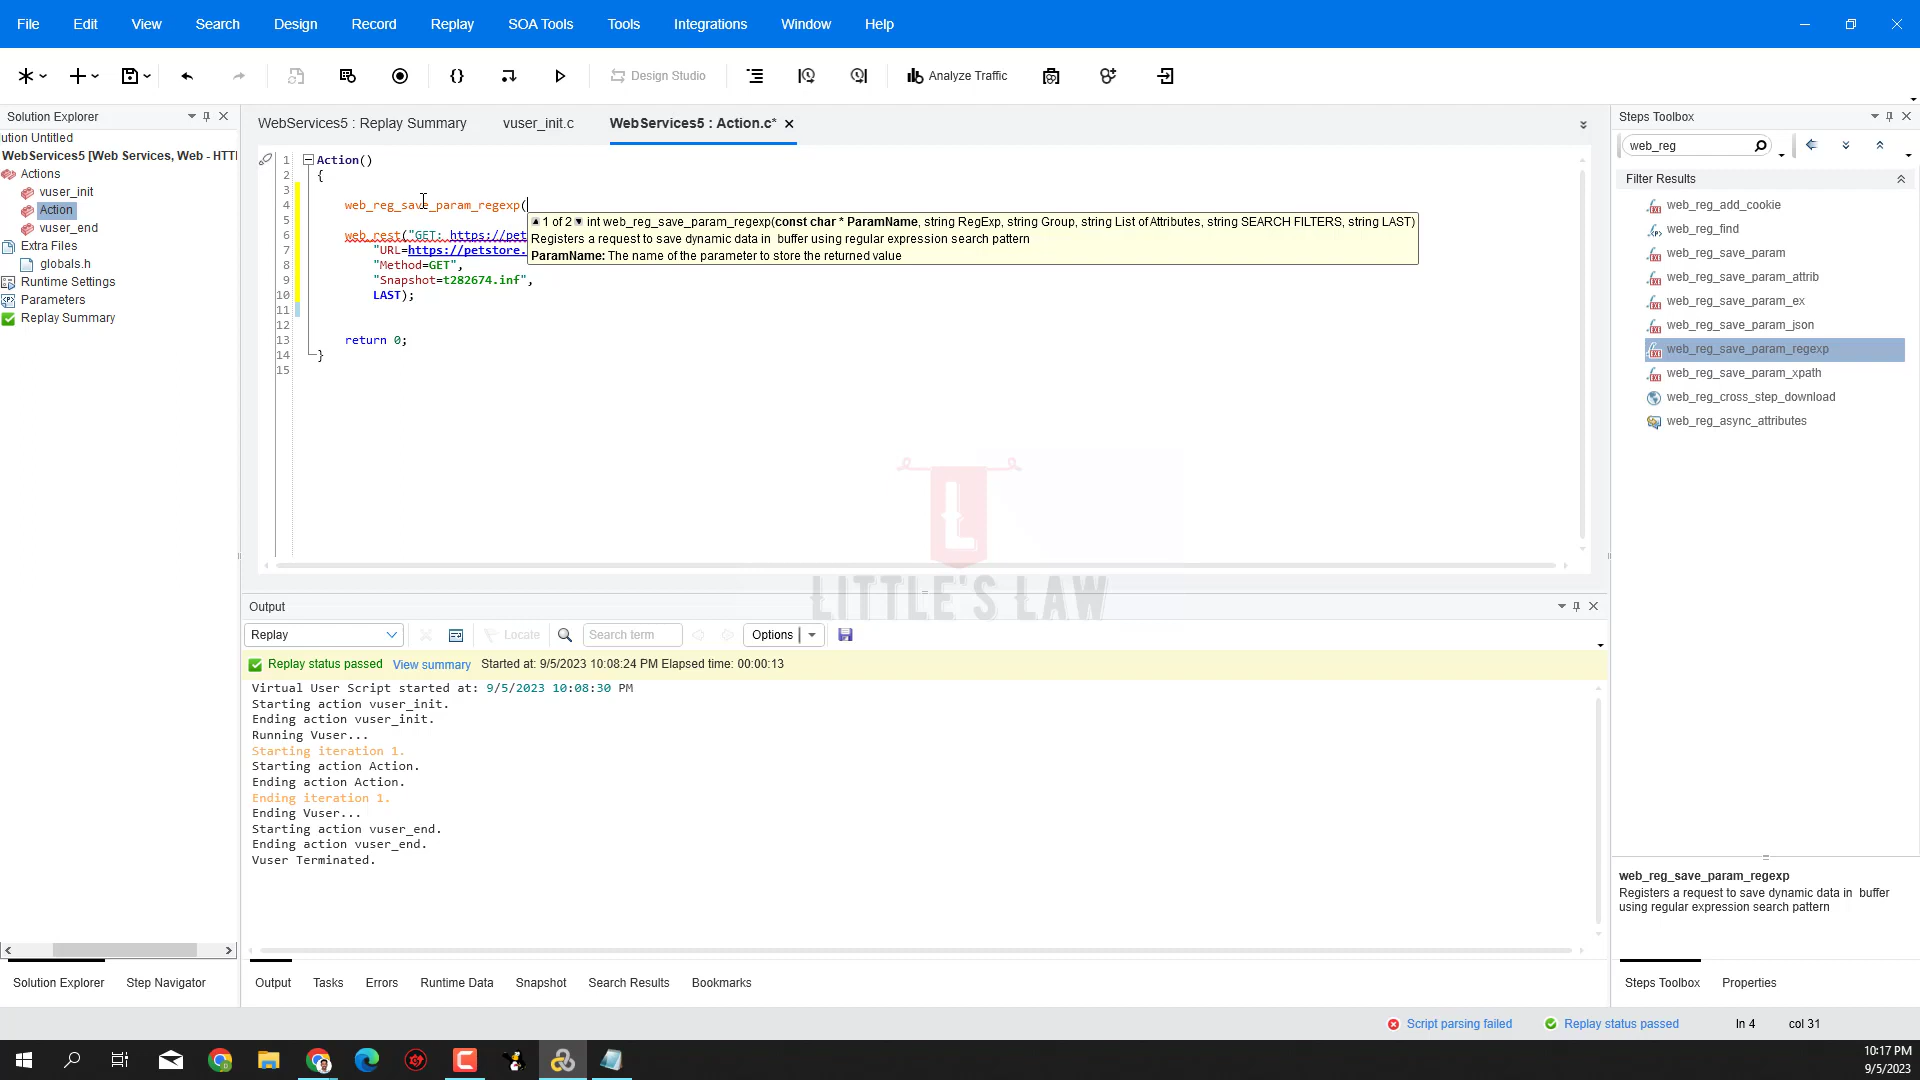 File Edit View Search Design Record Replay SOA Tools Tools Integrations Window Help
Design Studio Analyze Traffic
Solution Explorer
ution Untitled
WebServices5 [Web Services, Web - HTTI
Actions
vuser_init
Action
vuser_end
Extra Files
globals.h
Runtime Settings
Parameters
Replay Summary
Solution Explorer Step Navigator
WebServices5 : Replay Summary vuser_init.c WebServices5 : Action.c*
1 Action()
2 {
3
4 web_reg_save_param_regexp(
5
6 web_rest("GET: https://pet
7 "URL=https://petstore.
8 "Method=GET",
9 "Snapshot=t282674.inf",
10 LAST);
11
12
13 return 0;
14 }
15
1 of 2 int web_reg_save_param_regexp(const char * ParamName, string RegExp, string Group, string List of Attributes, string SEARCH FILTERS, string LAST)
Registers a request to save dynamic data in buffer using regular expression search pattern
ParamName: The name of the parameter to store the returned value
L
LITTLE'S LAW
Output
Replay Locate Search term Options
Replay status passed View summary Started at: 9/5/2023 10:08:24 PM Elapsed time: 00:00:13
Virtual User Script started at: 9/5/2023 10:08:30 PM
Starting action vuser_init.
Ending action vuser_init.
Running Vuser...
Starting iteration 1.
Starting action Action.
Ending action Action.
Ending iteration 1.
Ending Vuser...
Starting action vuser_end.
Ending action vuser_end.
Vuser Terminated.
Output Tasks Errors Runtime Data Snapshot Search Results Bookmarks
Steps Toolbox
web_reg
Filter Results
web_reg_add_cookie
web_reg_find
web_reg_save_param
web_reg_save_param_attrib
web_reg_save_param_ex
web_reg_save_param_json
web_reg_save_param_regexp
web_reg_save_param_xpath
web_reg_cross_step_download
web_reg_async_attributes
web_reg_save_param_regexp
Registers a request to save dynamic data in buffer
using regular expression search pattern
Steps Toolbox Properties
Script parsing failed Replay status passed ln 4 col 31
10:17 PM
9/5/2023